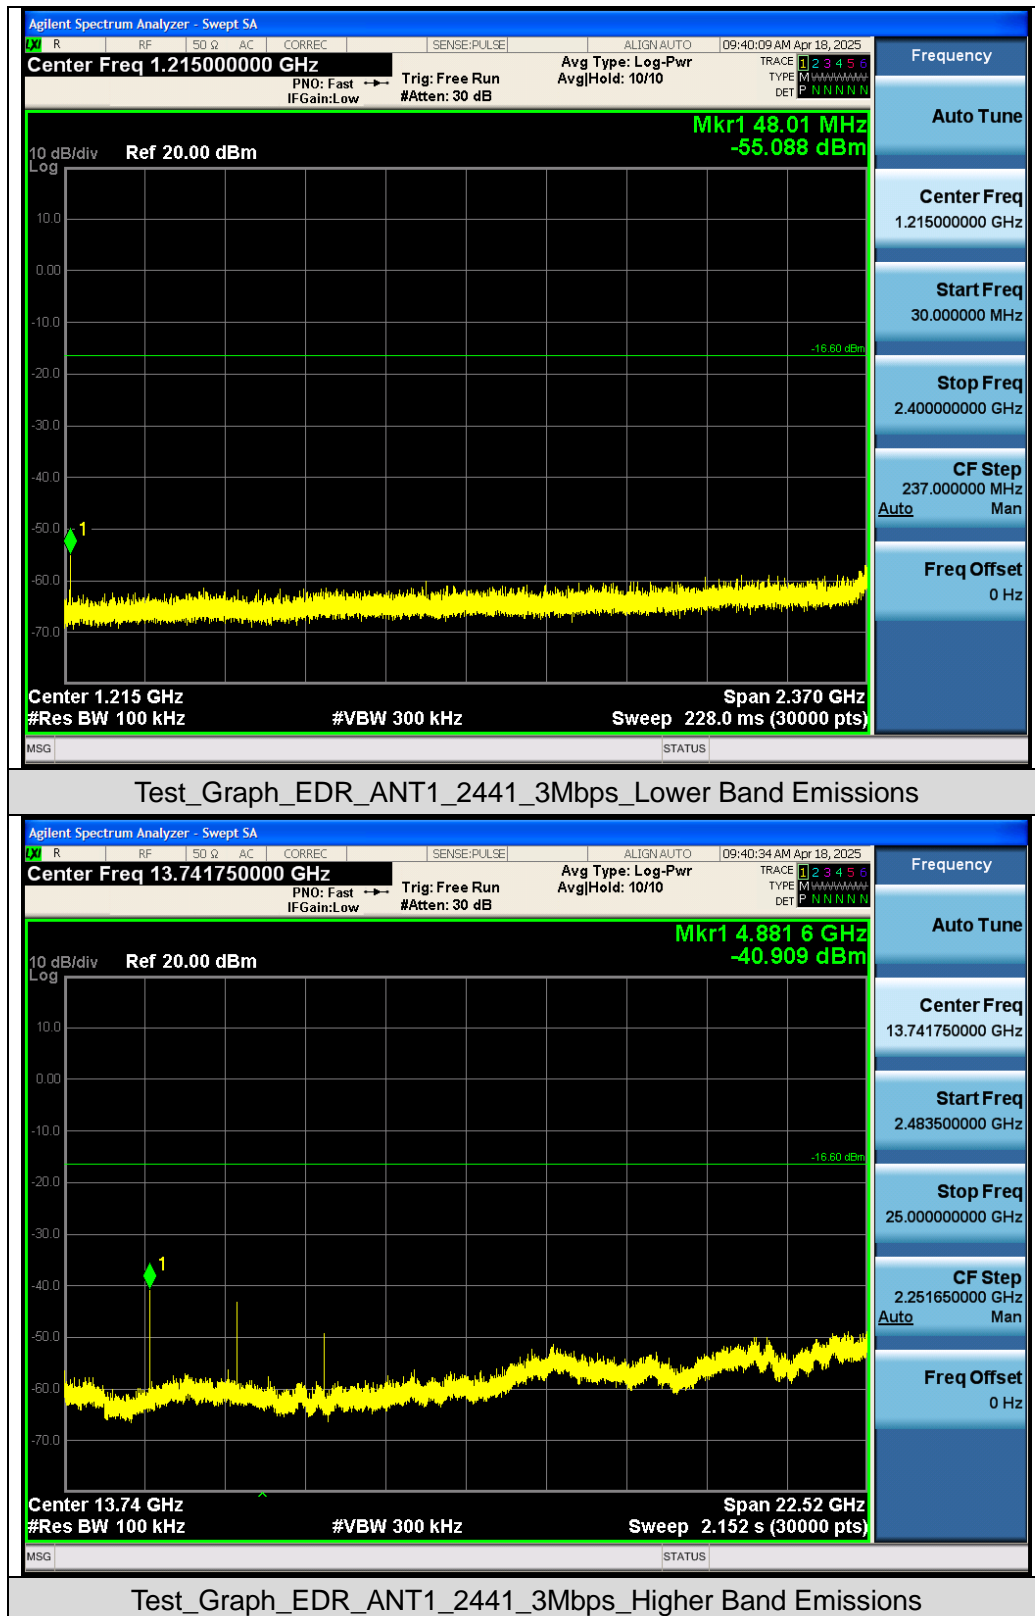 Agilent Spectrum Analyzer - Swept SA
LXI R RF 50 Ω AC CORREC SENSE:PULSE ALIGN AUTO 09:40:09 AM Apr 18, 2025
Center Freq 1.215000000 GHz
PNO: Fast
IFGain:Low
Trig: Free Run
#Atten: 30 dB
Avg Type: Log-Pwr
Avg|Hold: 10/10
TRACE 1 2 3 4 5 6
TYPE M
DET P N N N N N
Mkr1 48.01 MHz
-55.088 dBm
10 dB/div Ref 20.00 dBm
Log
10.0
0.00
-10.0
-16.60 dBm
-20.0
-30.0
-40.0
-50.0
1
-60.0
-70.0
Center 1.215 GHz Span 2.370 GHz
#Res BW 100 kHz #VBW 300 kHz Sweep 228.0 ms (30000 pts)
MSG STATUS
Frequency
Auto Tune
Center Freq
1.215000000 GHz
Start Freq
30.000000 MHz
Stop Freq
2.400000000 GHz
CF Step
237.000000 MHz
Auto Man
Freq Offset
0 Hz
Test_Graph_EDR_ANT1_2441_3Mbps_Lower Band Emissions
Agilent Spectrum Analyzer - Swept SA
LXI R RF 50 Ω AC CORREC SENSE:PULSE ALIGN AUTO 09:40:34 AM Apr 18, 2025
Center Freq 13.741750000 GHz
PNO: Fast
IFGain:Low
Trig: Free Run
#Atten: 30 dB
Avg Type: Log-Pwr
Avg|Hold: 10/10
TRACE 1 2 3 4 5 6
TYPE M
DET P N N N N N
Mkr1 4.881 6 GHz
-40.909 dBm
10 dB/div Ref 20.00 dBm
Log
10.0
0.00
-10.0
-16.60 dBm
-20.0
-30.0
1
-40.0
-50.0
-60.0
-70.0
Center 13.74 GHz Span 22.52 GHz
#Res BW 100 kHz #VBW 300 kHz Sweep 2.152 s (30000 pts)
MSG STATUS
Frequency
Auto Tune
Center Freq
13.741750000 GHz
Start Freq
2.483500000 GHz
Stop Freq
25.000000000 GHz
CF Step
2.251650000 GHz
Auto Man
Freq Offset
0 Hz
Test_Graph_EDR_ANT1_2441_3Mbps_Higher Band Emissions